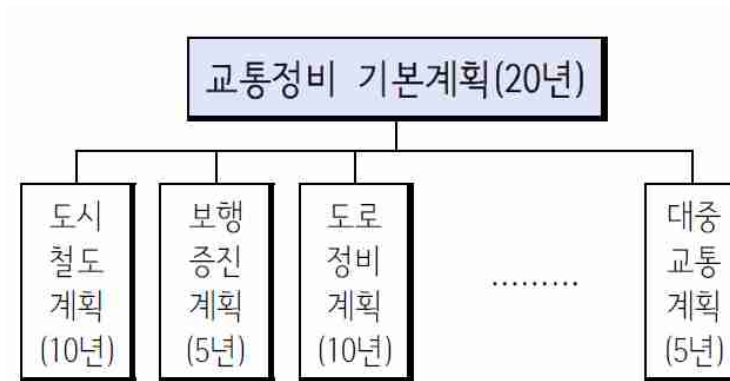 교통정비 기본계획(20년)
도시
철도
계획
(10년)
보행
증진
계획
(5년)
도로
정비
계획
(10년)
.........
대중
교통
계획
(5년)